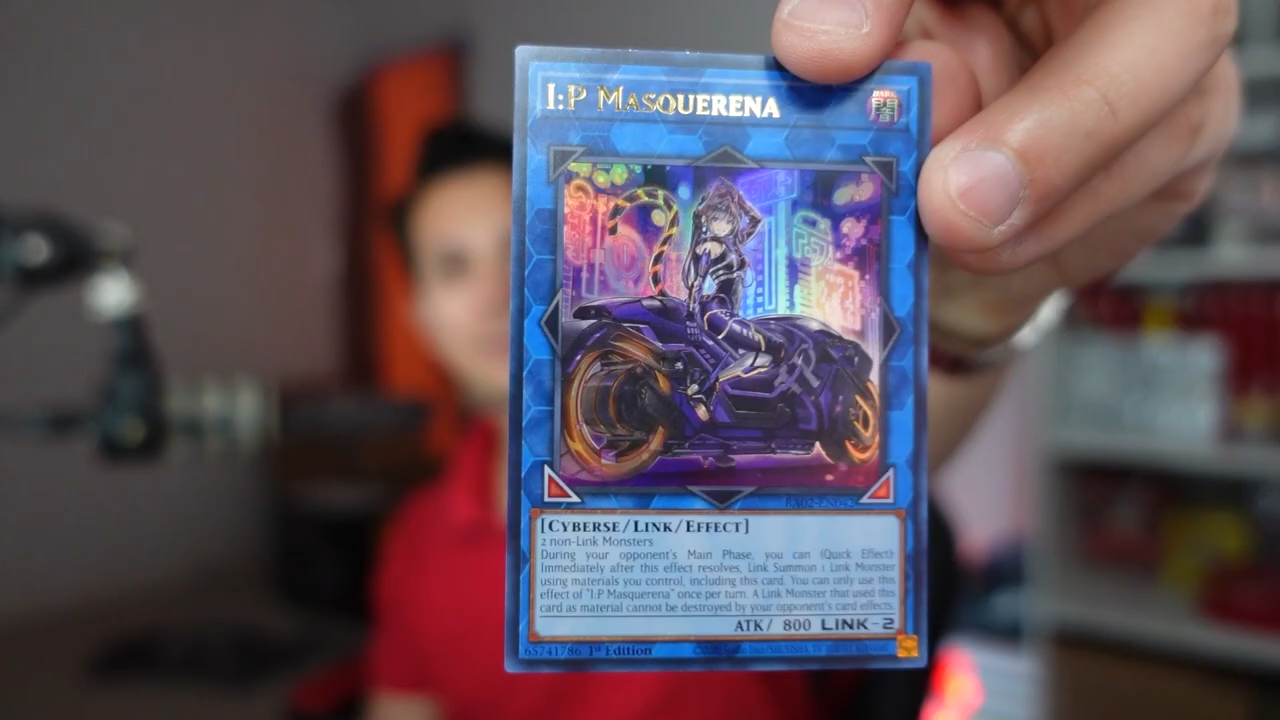 I:P MASQUERENA
DARK
闇
RA02-EN043
[CYBERSE/LINK/EFFECT]
2 non-Link Monsters
During your opponent's Main Phase, you can (Quick Effect):
Immediately after this effect resolves, Link Summon 1 Link Monster
using materials you control, including this card. You can only use this
effect of "I:P Masquerena" once per turn. A Link Monster that used this
card as material cannot be destroyed by your opponent's card effects.
ATK/ 800 LINK-2
65741786 1st Edition